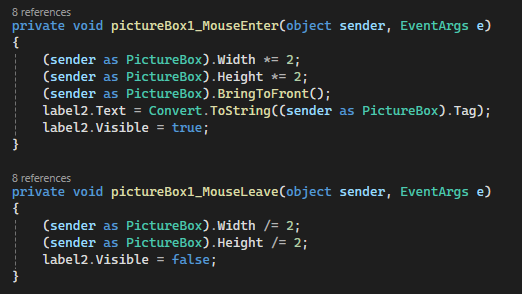 8 references
private void pictureBox1_MouseEnter(object sender, EventArgs e)
{
    (sender as PictureBox).Width *= 2;
    (sender as PictureBox).Height *= 2;
    (sender as PictureBox).BringToFront();
    label2.Text = Convert.ToString((sender as PictureBox).Tag);
    label2.Visible = true;
}
8 references
private void pictureBox1_MouseLeave(object sender, EventArgs e)
{
    (sender as PictureBox).Width /= 2;
    (sender as PictureBox).Height /= 2;
    label2.Visible = false;
}